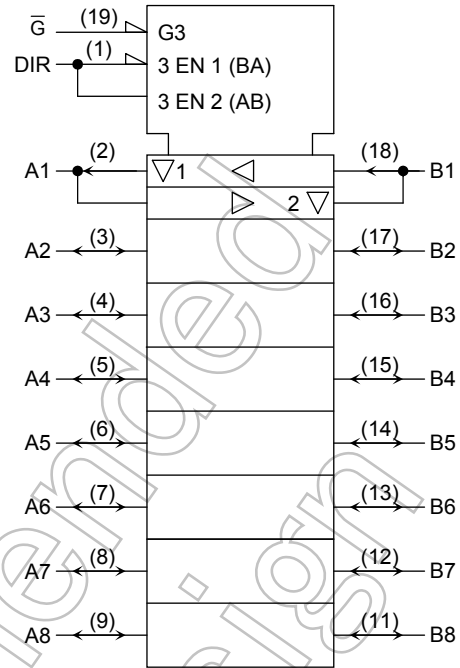 G̅ (19) G3
DIR (1) 3 EN 1 (BA)
3 EN 2 (AB)
A1 (2) 1 (18) B1
2
A2 (3) (17) B2
A3 (4) (16) B3
A4 (5) (15) B4
A5 (6) (14) B5
A6 (7) (13) B6
A7 (8) (12) B7
A8 (9) (11) B8
ended
sign